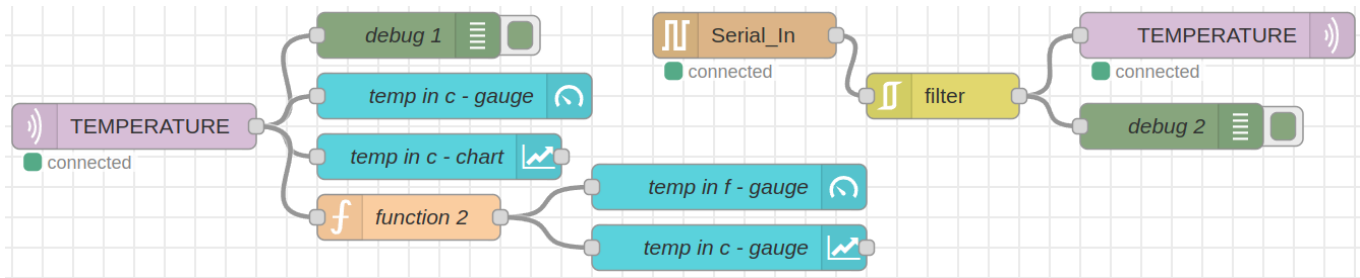 debug 1
Serial_In
connected
TEMPERATURE
connected
temp in c - gauge
filter
TEMPERATURE
connected
debug 2
temp in c - chart
temp in f - gauge
function 2
temp in c - gauge